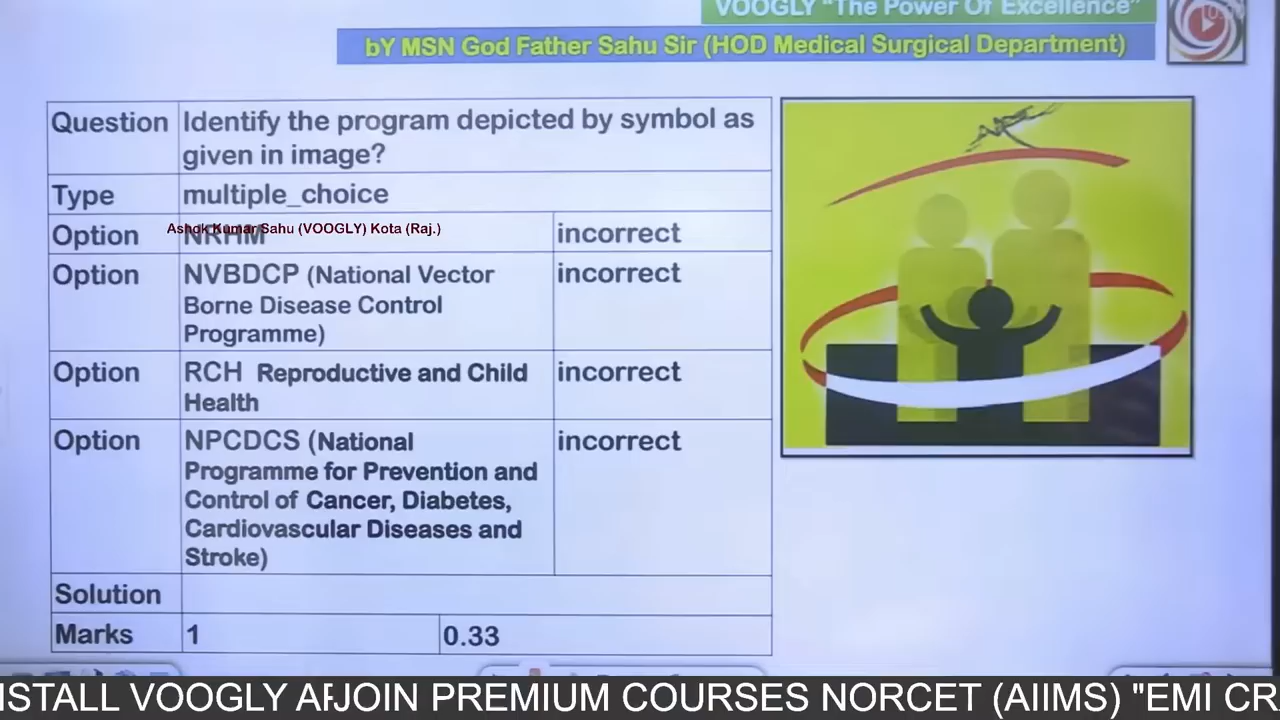 VOOGLY "The Power Of Excellence"
bY MSN God Father Sahu Sir (HOD Medical Surgical Department)
Question Identify the program depicted by symbol as
given in image?
Type multiple_choice
Ashok Kumar Sahu (VOOGLY) Kota (Raj.)
Option NRHM incorrect
Option NVBDCP (National Vector incorrect
Borne Disease Control
Programme)
Option RCH Reproductive and Child incorrect
Health
Option NPCDCS (National incorrect
Programme for Prevention and
Control of Cancer, Diabetes,
Cardiovascular Diseases and
Stroke)
Solution
Marks 1 0.33
NSTALL VOOGLY AP JOIN PREMIUM COURSES NORCET (AIIMS) "EMI CR